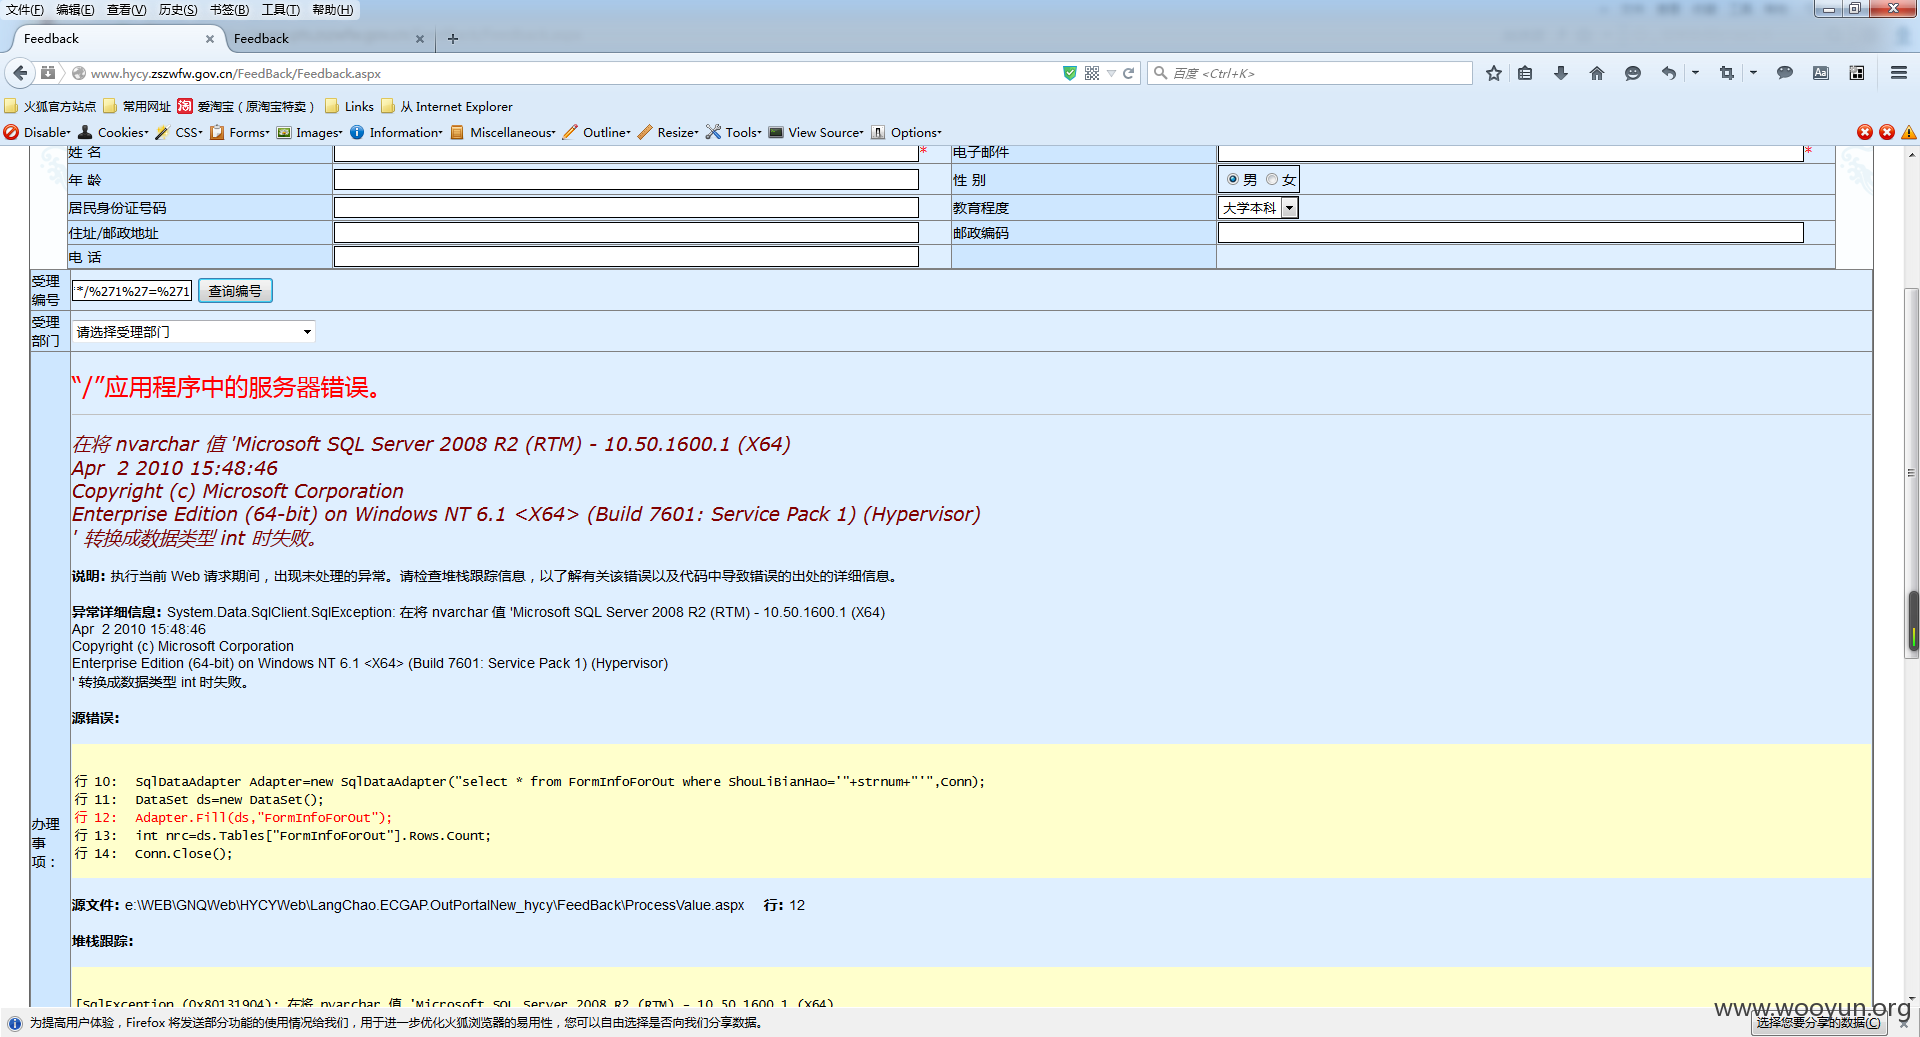 文件(F) 编辑(E) 查看(V) 历史(S) 书签(B) 工具(T) 帮助(H)
Feedback × Feedback × +
www.hycy.zszwfw.gov.cn/FeedBack/Feedback.aspx 百度 <Ctrl+K>
火狐官方站点 常用网址 淘 爱淘宝（原淘宝特卖） Links 从 Internet Explorer
Disable Cookies CSS Forms Images Information Miscellaneous Outline Resize Tools View Source Options
姓 名 * 电子邮件 *
年 龄 性 别 男 女
居民身份证号码 教育程度 大学本科
住址/邮政地址 邮政编码
电 话
受理编号 */%271%27=%271 查询编号
受理部门 请选择受理部门
办理事项：
“/”应用程序中的服务器错误。
在将 nvarchar 值 'Microsoft SQL Server 2008 R2 (RTM) - 10.50.1600.1 (X64)
Apr  2 2010 15:48:46
Copyright (c) Microsoft Corporation
Enterprise Edition (64-bit) on Windows NT 6.1 <X64> (Build 7601: Service Pack 1) (Hypervisor)
' 转换成数据类型 int 时失败。
说明: 执行当前 Web 请求期间，出现未处理的异常。请检查堆栈跟踪信息，以了解有关该错误以及代码中导致错误的出处的详细信息。
异常详细信息: System.Data.SqlClient.SqlException: 在将 nvarchar 值 'Microsoft SQL Server 2008 R2 (RTM) - 10.50.1600.1 (X64)
Apr  2 2010 15:48:46
Copyright (c) Microsoft Corporation
Enterprise Edition (64-bit) on Windows NT 6.1 <X64> (Build 7601: Service Pack 1) (Hypervisor)
' 转换成数据类型 int 时失败。
源错误:
行 10:  SqlDataAdapter Adapter=new SqlDataAdapter("select * from FormInfoForOut where ShouLiBianHao='"+strnum+"'",Conn);
行 11:  DataSet ds=new DataSet();
行 12:  Adapter.Fill(ds,"FormInfoForOut");
行 13:  int nrc=ds.Tables["FormInfoForOut"].Rows.Count;
行 14:  Conn.Close();
源文件: e:\WEB\GNQWeb\HYCYWeb\LangChao.ECGAP.OutPortalNew_hycy\FeedBack\ProcessValue.aspx    行: 12
堆栈跟踪:
[SqlException (0x80131904): 在将 nvarchar 值 'Microsoft SQL Server 2008 R2 (RTM) - 10.50.1600.1 (X64)
www.wooyun.org
为提高用户体验，Firefox 将发送部分功能的使用情况给我们，用于进一步优化火狐浏览器的易用性，您可以自由选择是否向我们分享数据。 选择您要分享的数据(C) ×